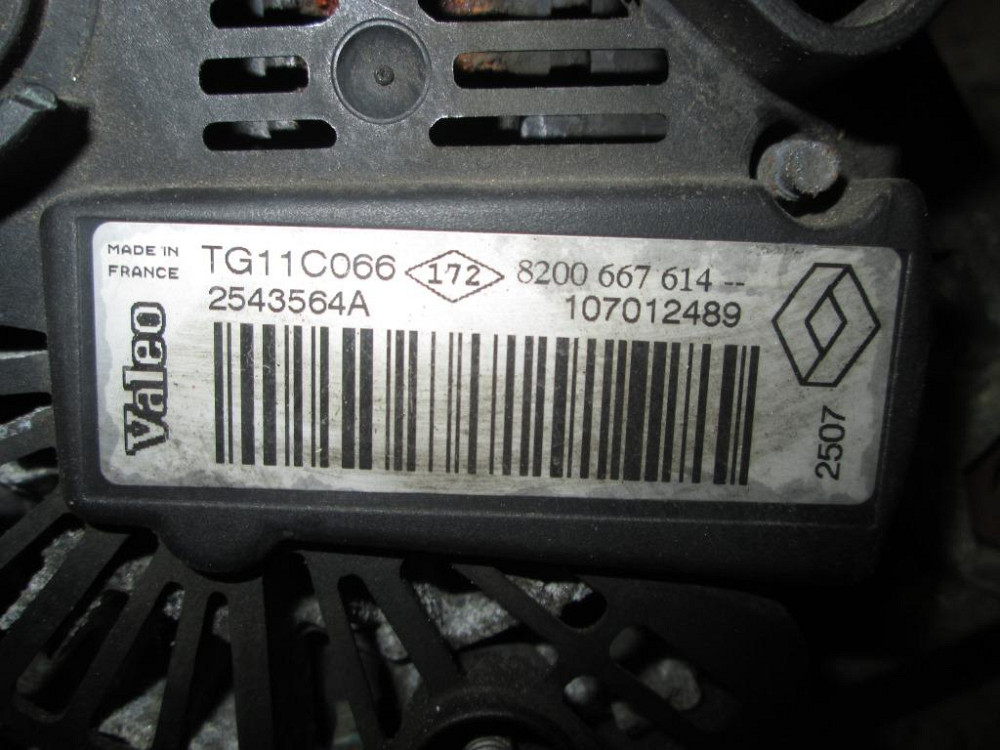 MADE IN
FRANCE
TG11C066 172 8200 667 614 --
2543564A 107012489
Valeo
2507